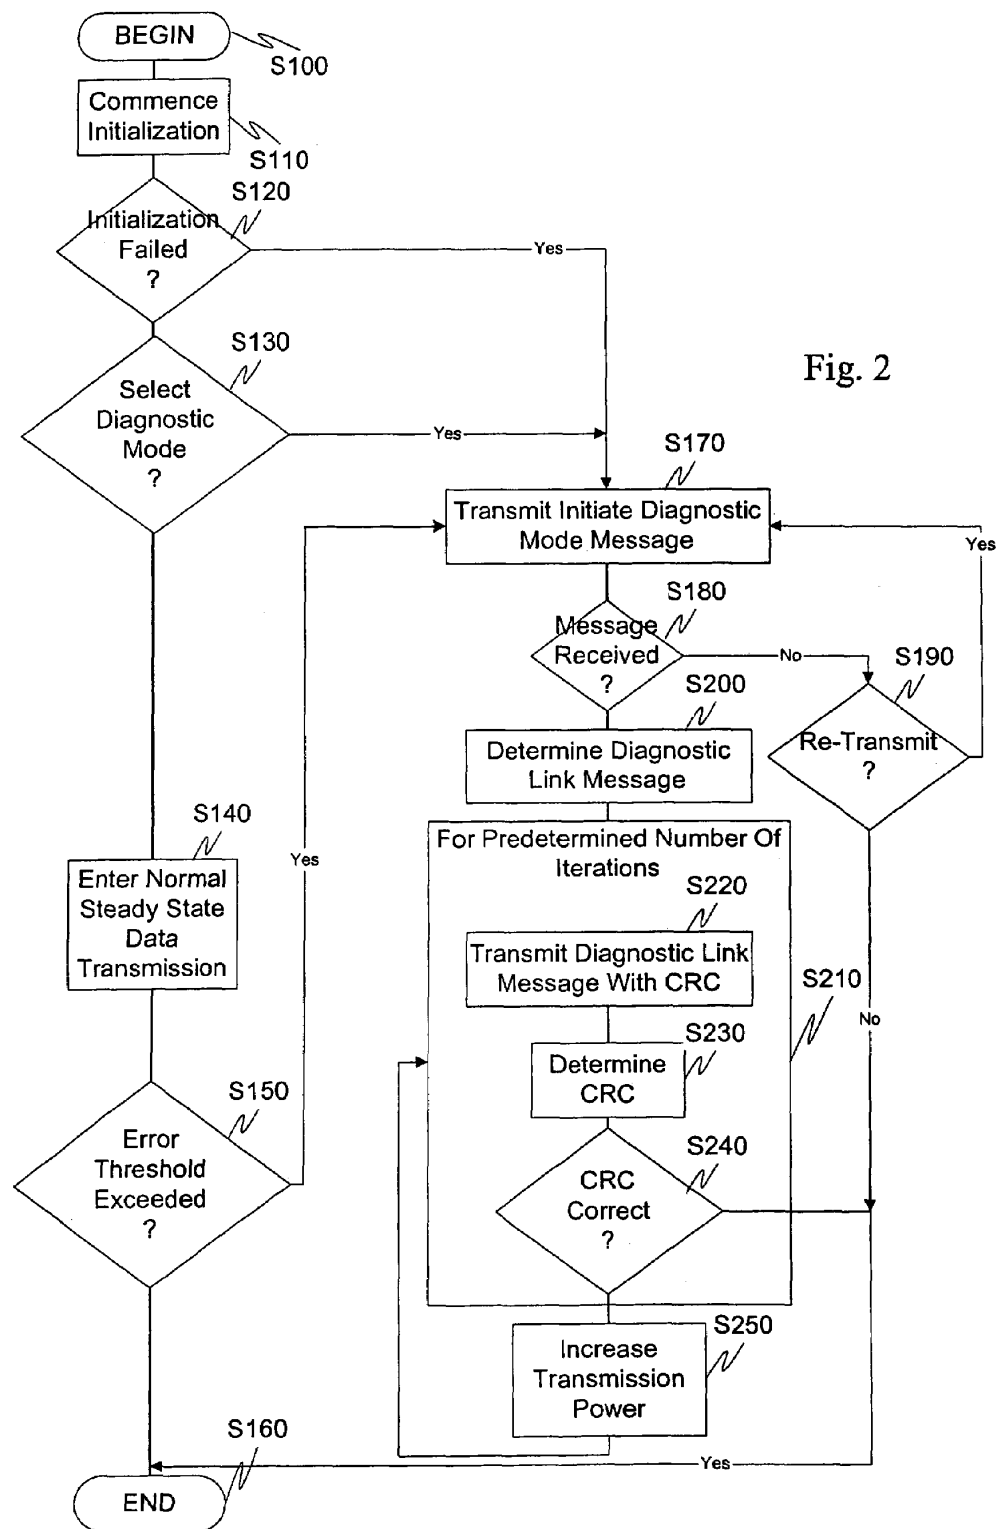 BEGIN
S100
Commence
Initialization
S110
S120
Initialization
Failed
?
Yes
S130
Select
Diagnostic
Mode
?
Yes
Fig. 2
S170
Transmit Initiate Diagnostic
Mode Message
Yes
S180
Message
Received
?
No
S190
Re-Transmit
?
S200
Determine Diagnostic
Link Message
S140
Enter Normal
Steady State
Data
Transmission
Yes
For Predetermined Number Of
Iterations
S220
Transmit Diagnostic Link
Message With CRC
S210
No
S230
Determine
CRC
S150
Error
Threshold
Exceeded
?
S240
CRC
Correct
?
S250
Increase
Transmission
Power
S160
Yes
END